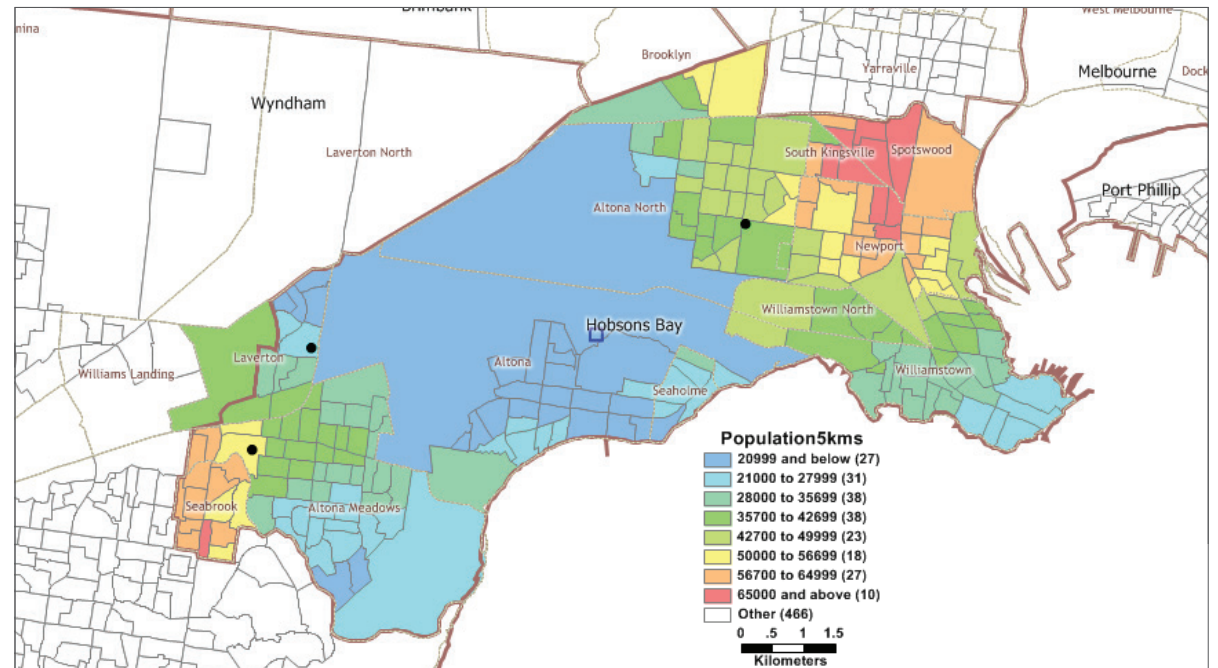 Brimbank
West Melbourne
nina
Brooklyn
Yarraville
Melbourne
Dock
Wyndham
Laverton North
South Kingsville
Spotswood
Port Phillip
Altona North
Newport
Williamstown North
Hobsons Bay
Laverton
Williams Landing
Altona
Seaholme
Williamstown
Seabrook
Altona Meadows
Population5kms
20999 and below (27)
21000 to 27999 (31)
28000 to 35699 (38)
35700 to 42699 (38)
42700 to 49999 (23)
50000 to 56699 (18)
56700 to 64999 (27)
65000 and above (10)
Other (466)
0 .5 1 1.5
Kilometers